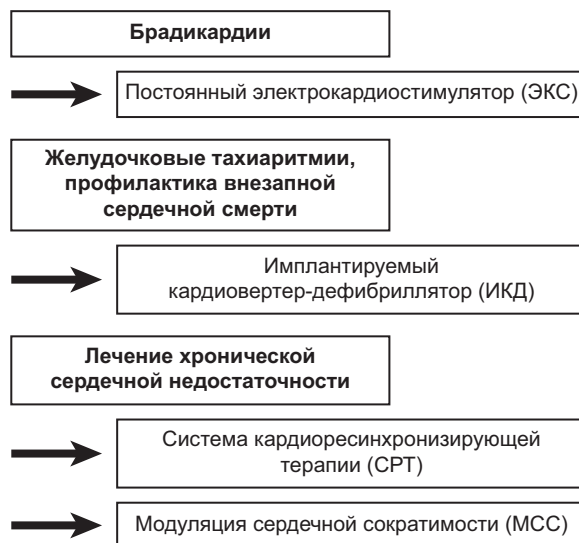 Брадикардии
Постоянный электрокардиостимулятор (ЭКС)
Желудочковые тахиаритмии,
профилактика внезапной
сердечной смерти
Имплантируемый
кардиовертер-дефибриллятор (ИКД)
Лечение хронической
сердечной недостаточности
Система кардиоресинхронизирующей
терапии (СРТ)
Модуляция сердечной сократимости (МСС)